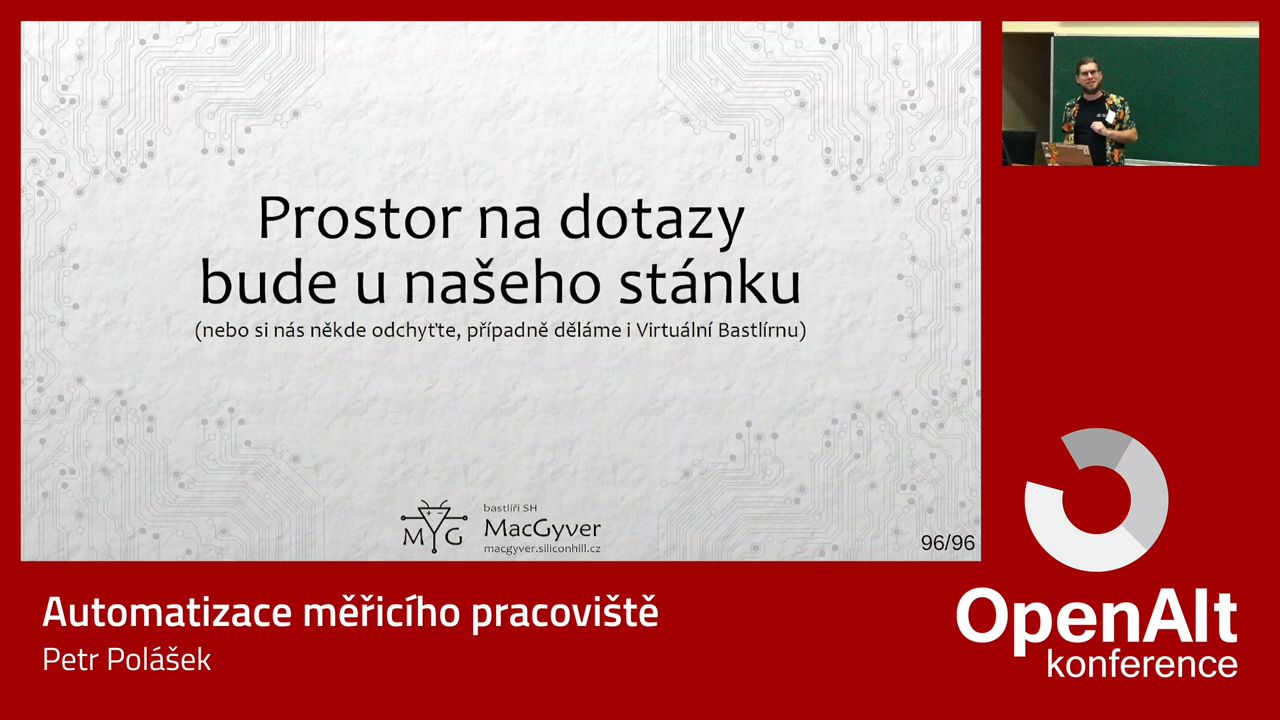 Prostor na dotazy
bude u našeho stánku
(nebo si nás někde odchyťte, případně děláme i Virtuální Bastlírnu)
MYG
bastlíři SH
MacGyver
macgyver.siliconhill.cz
96/96
Automatizace měřicího pracoviště
Petr Polášek
OpenAlt
konference